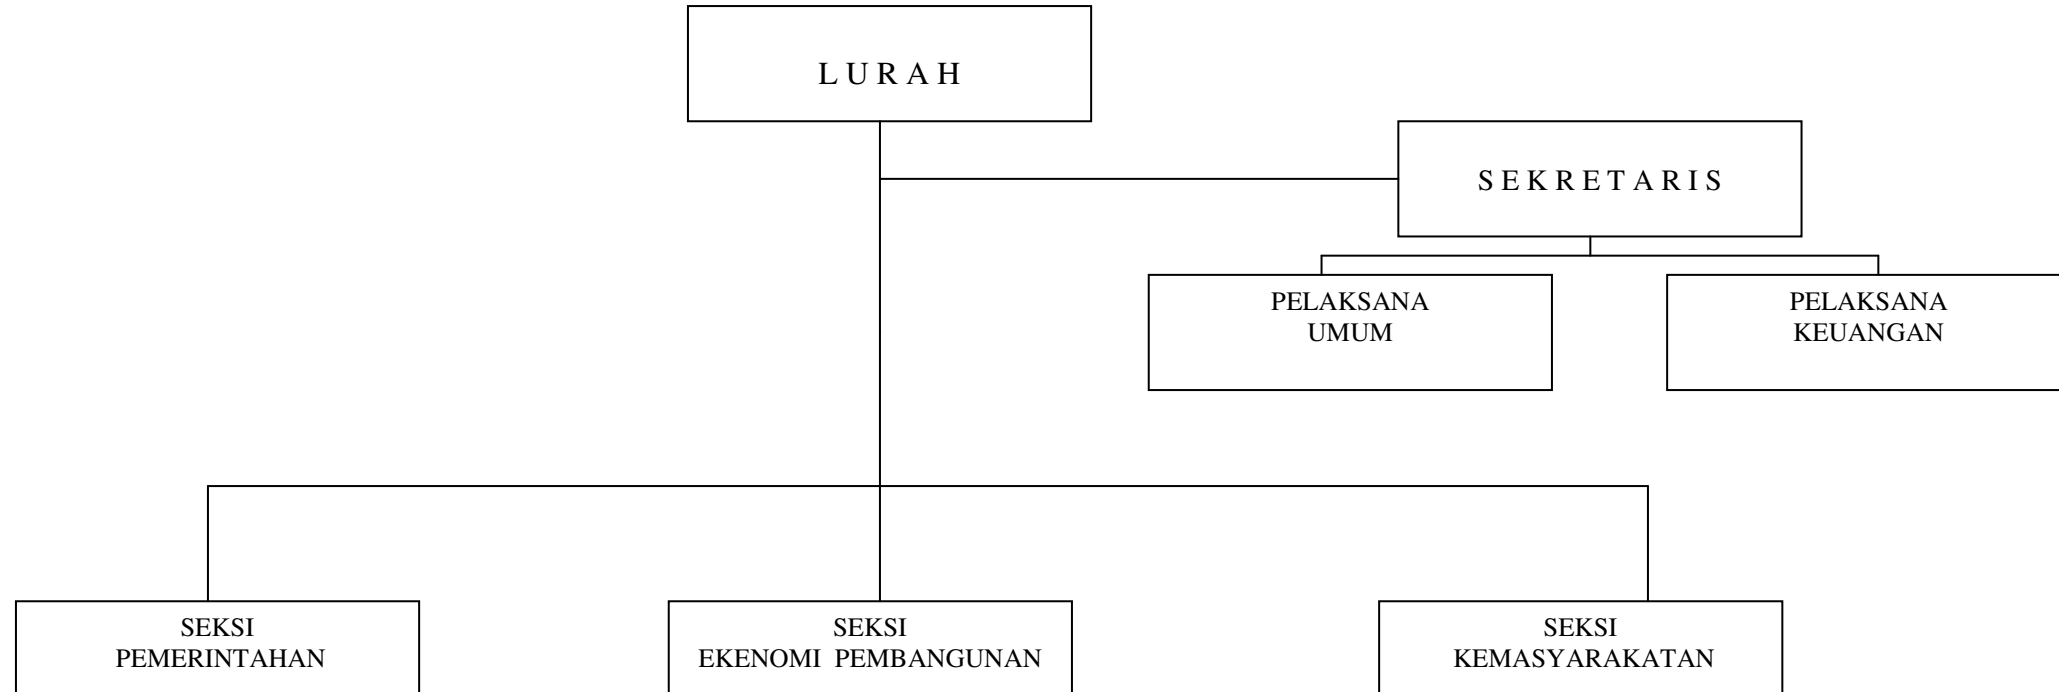 L U R A H
S E K R E T A R I S
PELAKSANA
UMUM
PELAKSANA
KEUANGAN
SEKSI
PEMERINTAHAN
SEKSI
EKENOMI PEMBANGUNAN
SEKSI
KEMASYARAKATAN